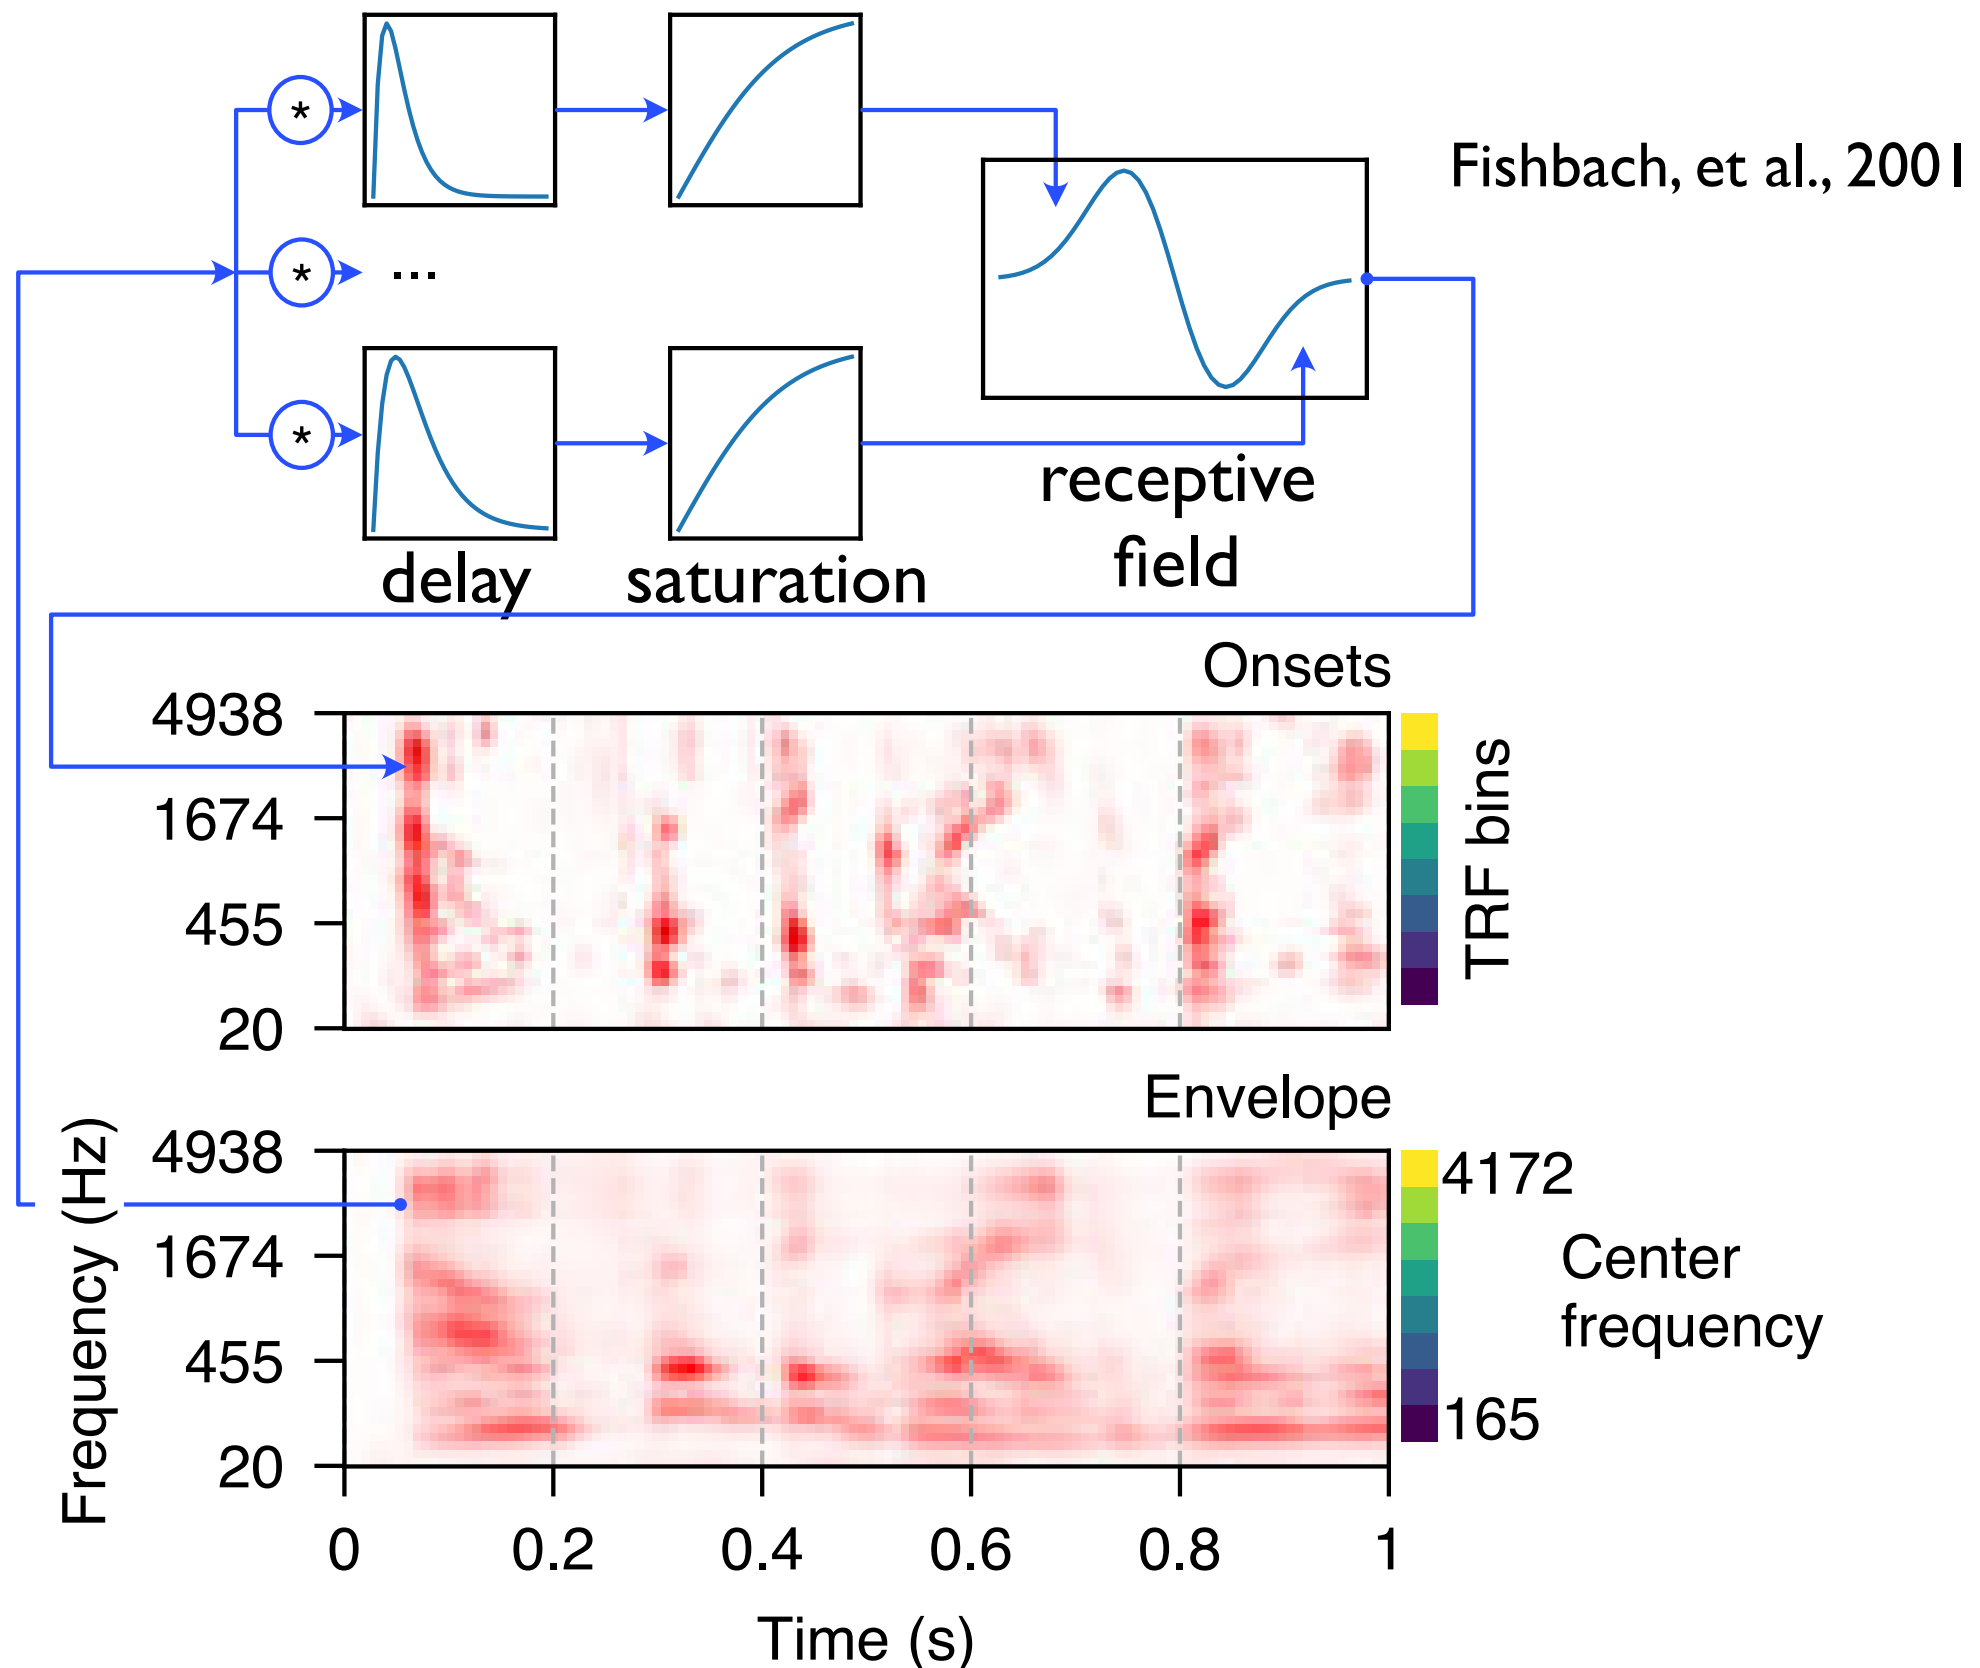 *
Fishbach, et al., 2001
*
...
*
delay
saturation
receptive
field
Onsets
4938
1674
455
20
TRF bins
Envelope
Frequency (Hz)
4938
1674
455
20
4172
165
Center
frequency
0
0.2
0.4
0.6
0.8
1
Time (s)